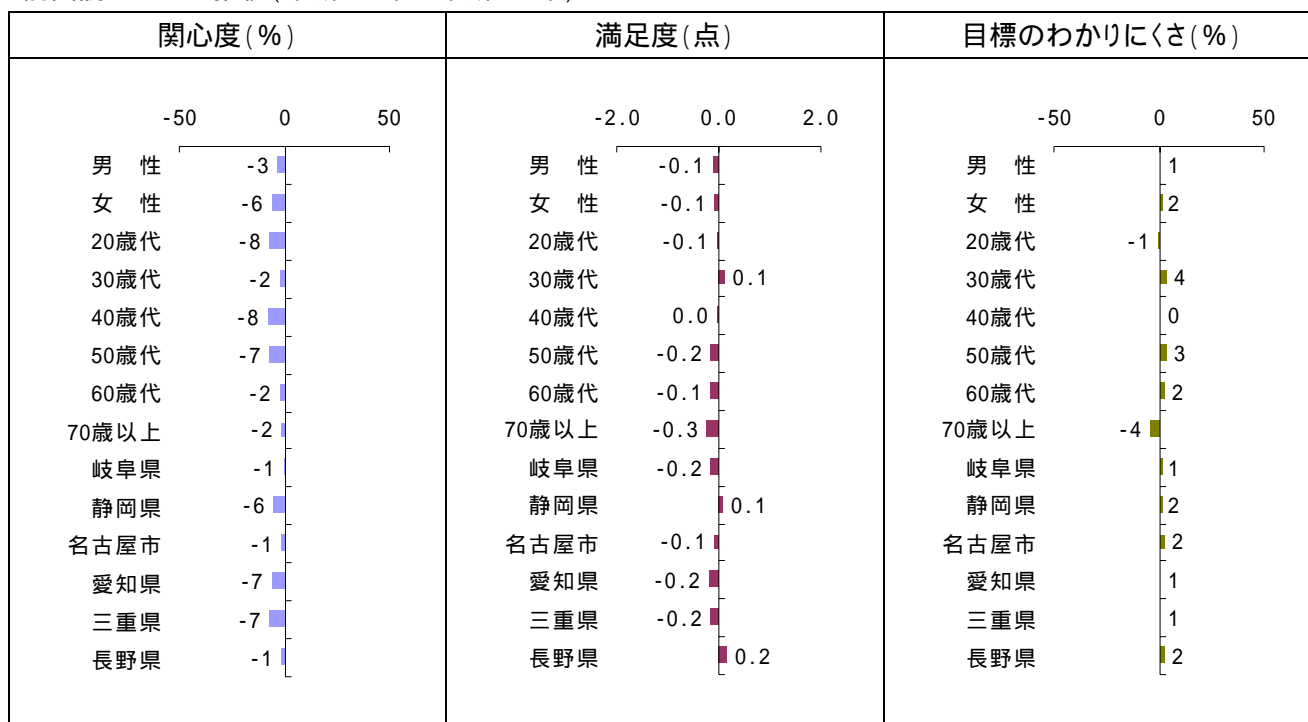 関心度(%) 満足度(点) 目標のわかりにくさ(%)
-50 0 50 -2.0 0.0 2.0 -50 0 50
男 性 -3 男 性 -0.1 男 性 1
女 性 -6 女 性 -0.1 女 性 2
20歳代 -8 20歳代 -0.1 20歳代 -1
30歳代 -2 30歳代 0.1 30歳代 4
40歳代 -8 40歳代 0.0 40歳代 0
50歳代 -7 50歳代 -0.2 50歳代 3
60歳代 -2 60歳代 -0.1 60歳代 2
70歳以上 -2 70歳以上 -0.3 70歳以上 -4
岐阜県 -1 岐阜県 -0.2 岐阜県 1
静岡県 -6 静岡県 0.1 静岡県 2
名古屋市 -1 名古屋市 -0.1 名古屋市 2
愛知県 -7 愛知県 -0.2 愛知県 1
三重県 -7 三重県 -0.2 三重県 1
長野県 -1 長野県 0.2 長野県 2